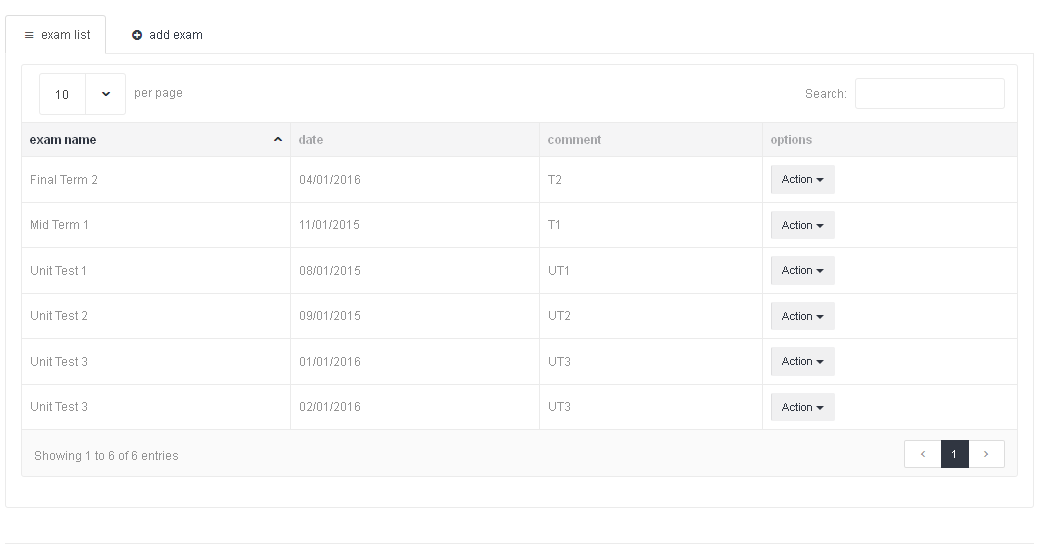 exam list add exam
10 per page Search:
exam name date comment options
Final Term 2 04/01/2016 T2 Action
Mid Term 1 11/01/2015 T1 Action
Unit Test 1 08/01/2015 UT1 Action
Unit Test 2 09/01/2015 UT2 Action
Unit Test 3 01/01/2016 UT3 Action
Unit Test 3 02/01/2016 UT3 Action
Showing 1 to 6 of 6 entries < 1 >